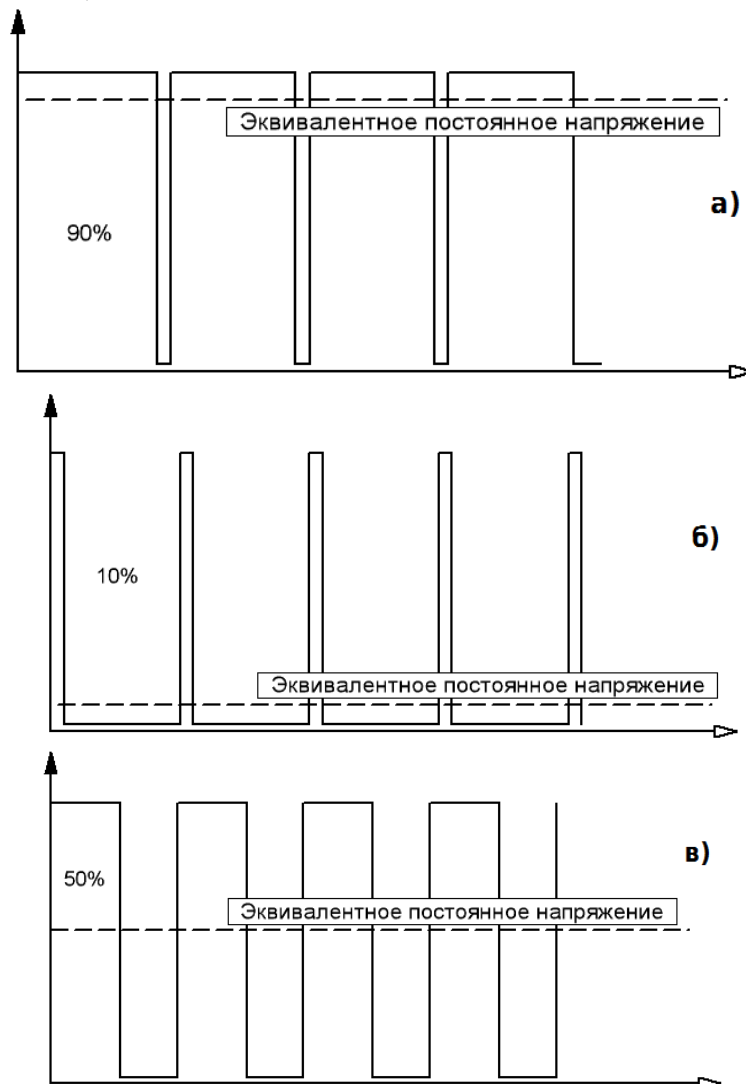 Эквивалентное постоянное напряжение
а)
90%
б)
10%
Эквивалентное постоянное напряжение
в)
50%
Эквивалентное постоянное напряжение